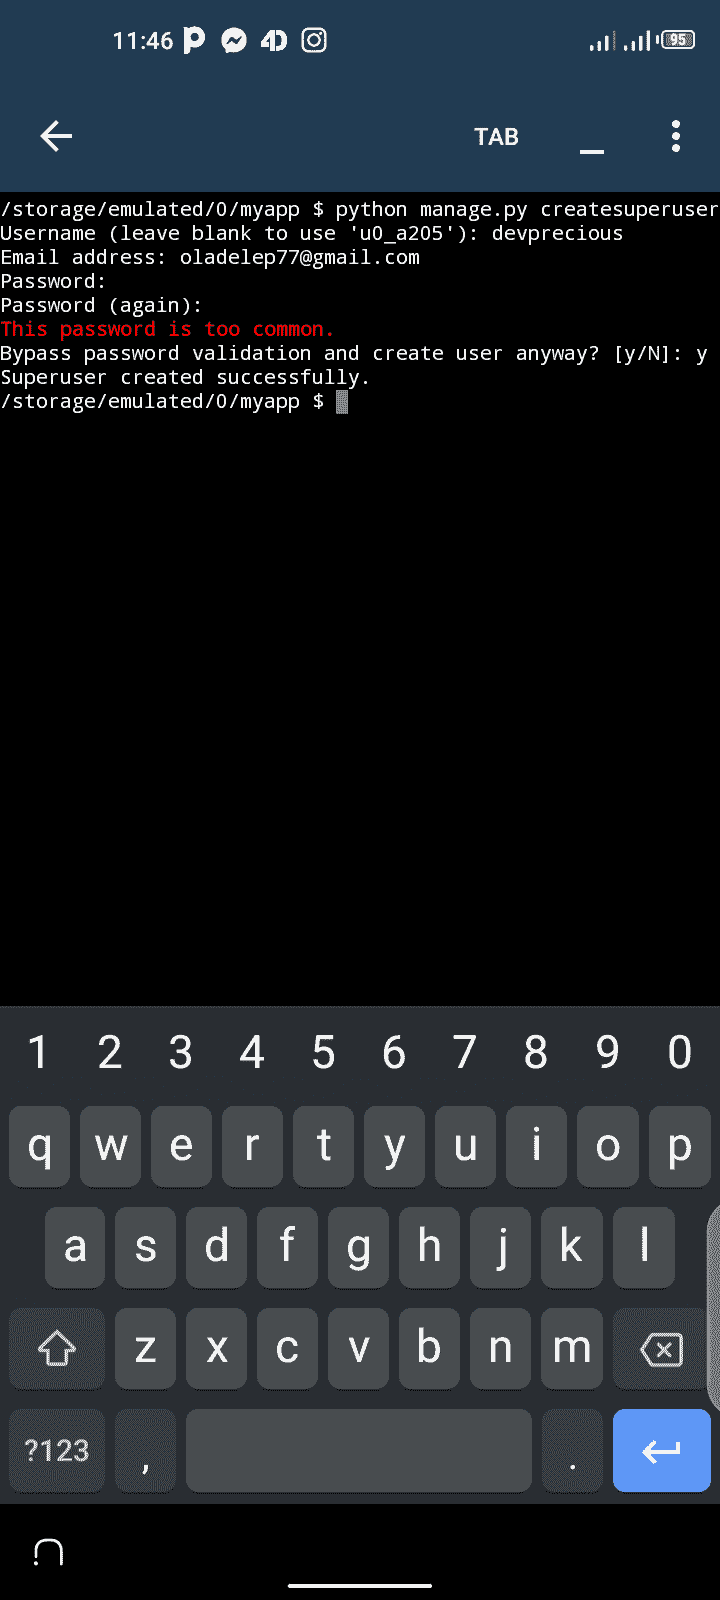 11:46
95
TAB
/storage/emulated/0/myapp $ python manage.py createsuperuser
Username (leave blank to use 'u0_a205'): devprecious
Email address: oladelep77@gmail.com
Password:
Password (again):
This password is too common.
Bypass password validation and create user anyway? [y/N]: y
Superuser created successfully.
/storage/emulated/0/myapp $
1 2 3 4 5 6 7 8 9 0
q w e r t y u i o p
a s d f g h j k l
z x c v b n m
?123 , .